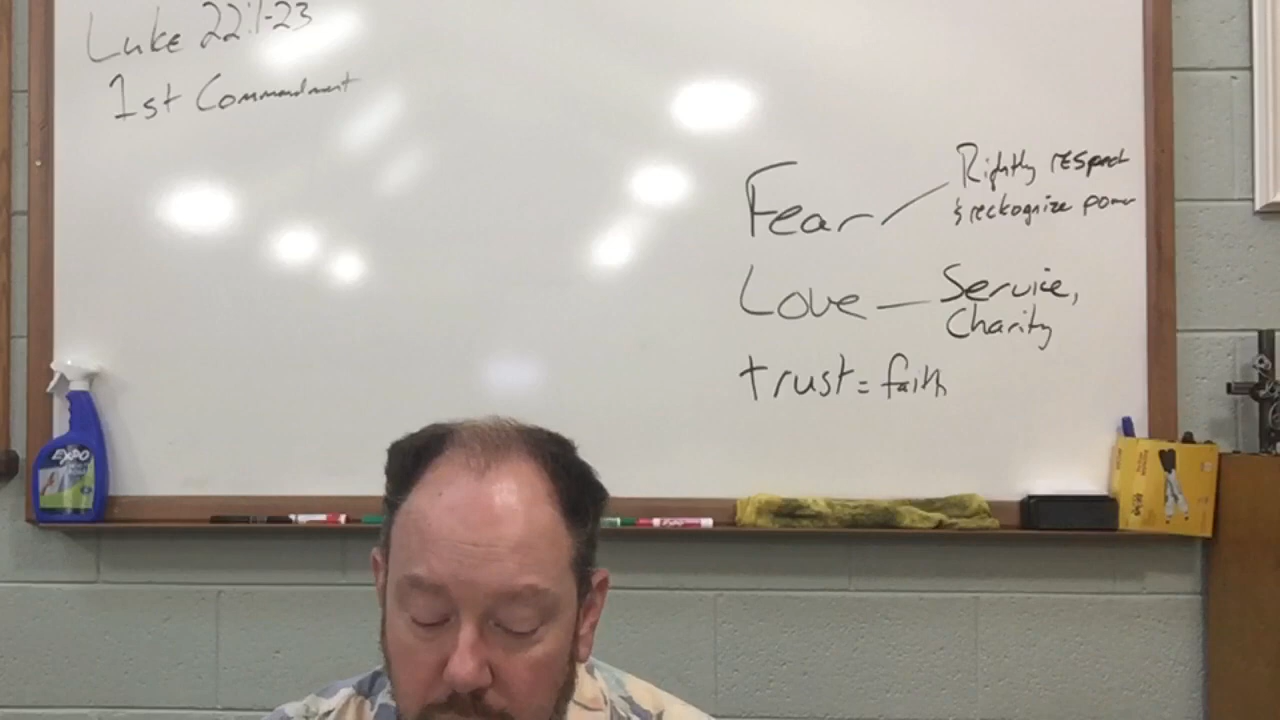 Luke 22:1-23
1st Commandment
Fear
Rightly respect
& reckognize power
Love — Service,
Charity
trust = faith
EXPO